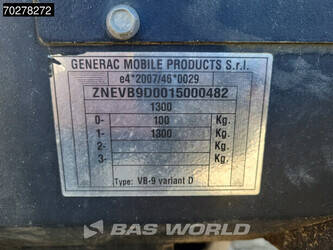 70278272
GENERAC MOBILE PRODUCTS S.r.l.
e4*2007/46*0029
ZNEVB9D0015000482
1300
0- 100 Kg.
1- 1300 Kg.
2- Kg.
3- Kg.
Type: VB-9 variant D
BAS WORLD